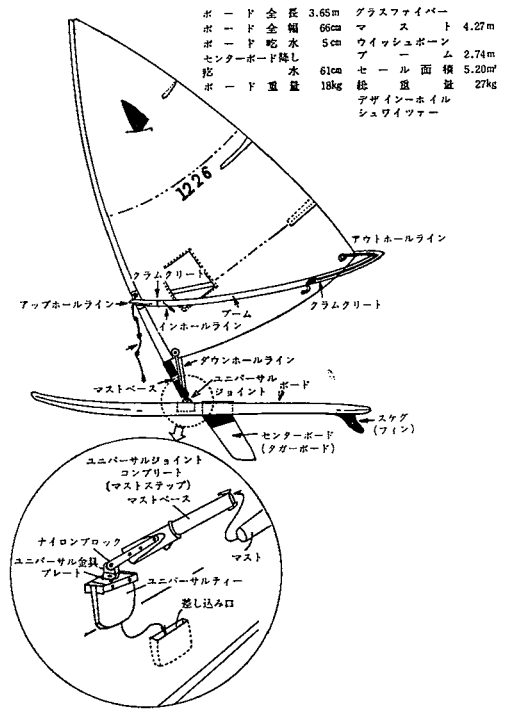 ボード全長 3.65m
ボード全幅 66cm
ボード吃水 5cm
センターボード降し
吃水 61cm
ボード重量 18kg
グラスファイバー
マスト 4.27m
ウイッシュボーン
ブーム 2.74m
セール面積 5.20m²
総重量 27kg
デザインーホイル
シュワイツァー
1226
アウトホールライン
クラムクリート
アップホールライン
ブーム
クラムクリート
インホールライン
ダウンホールライン
マストベース
ユニバーサル
ジョイント
ボード
スケグ
(フィン)
センターボード
(タガーボード)
ユニバーサルジョイント
コンプリート
(マストステップ)
マストベース
ナイロンブロック
マスト
ユニバーサル金具
プレート
ユニバーサルティー
差し込み口